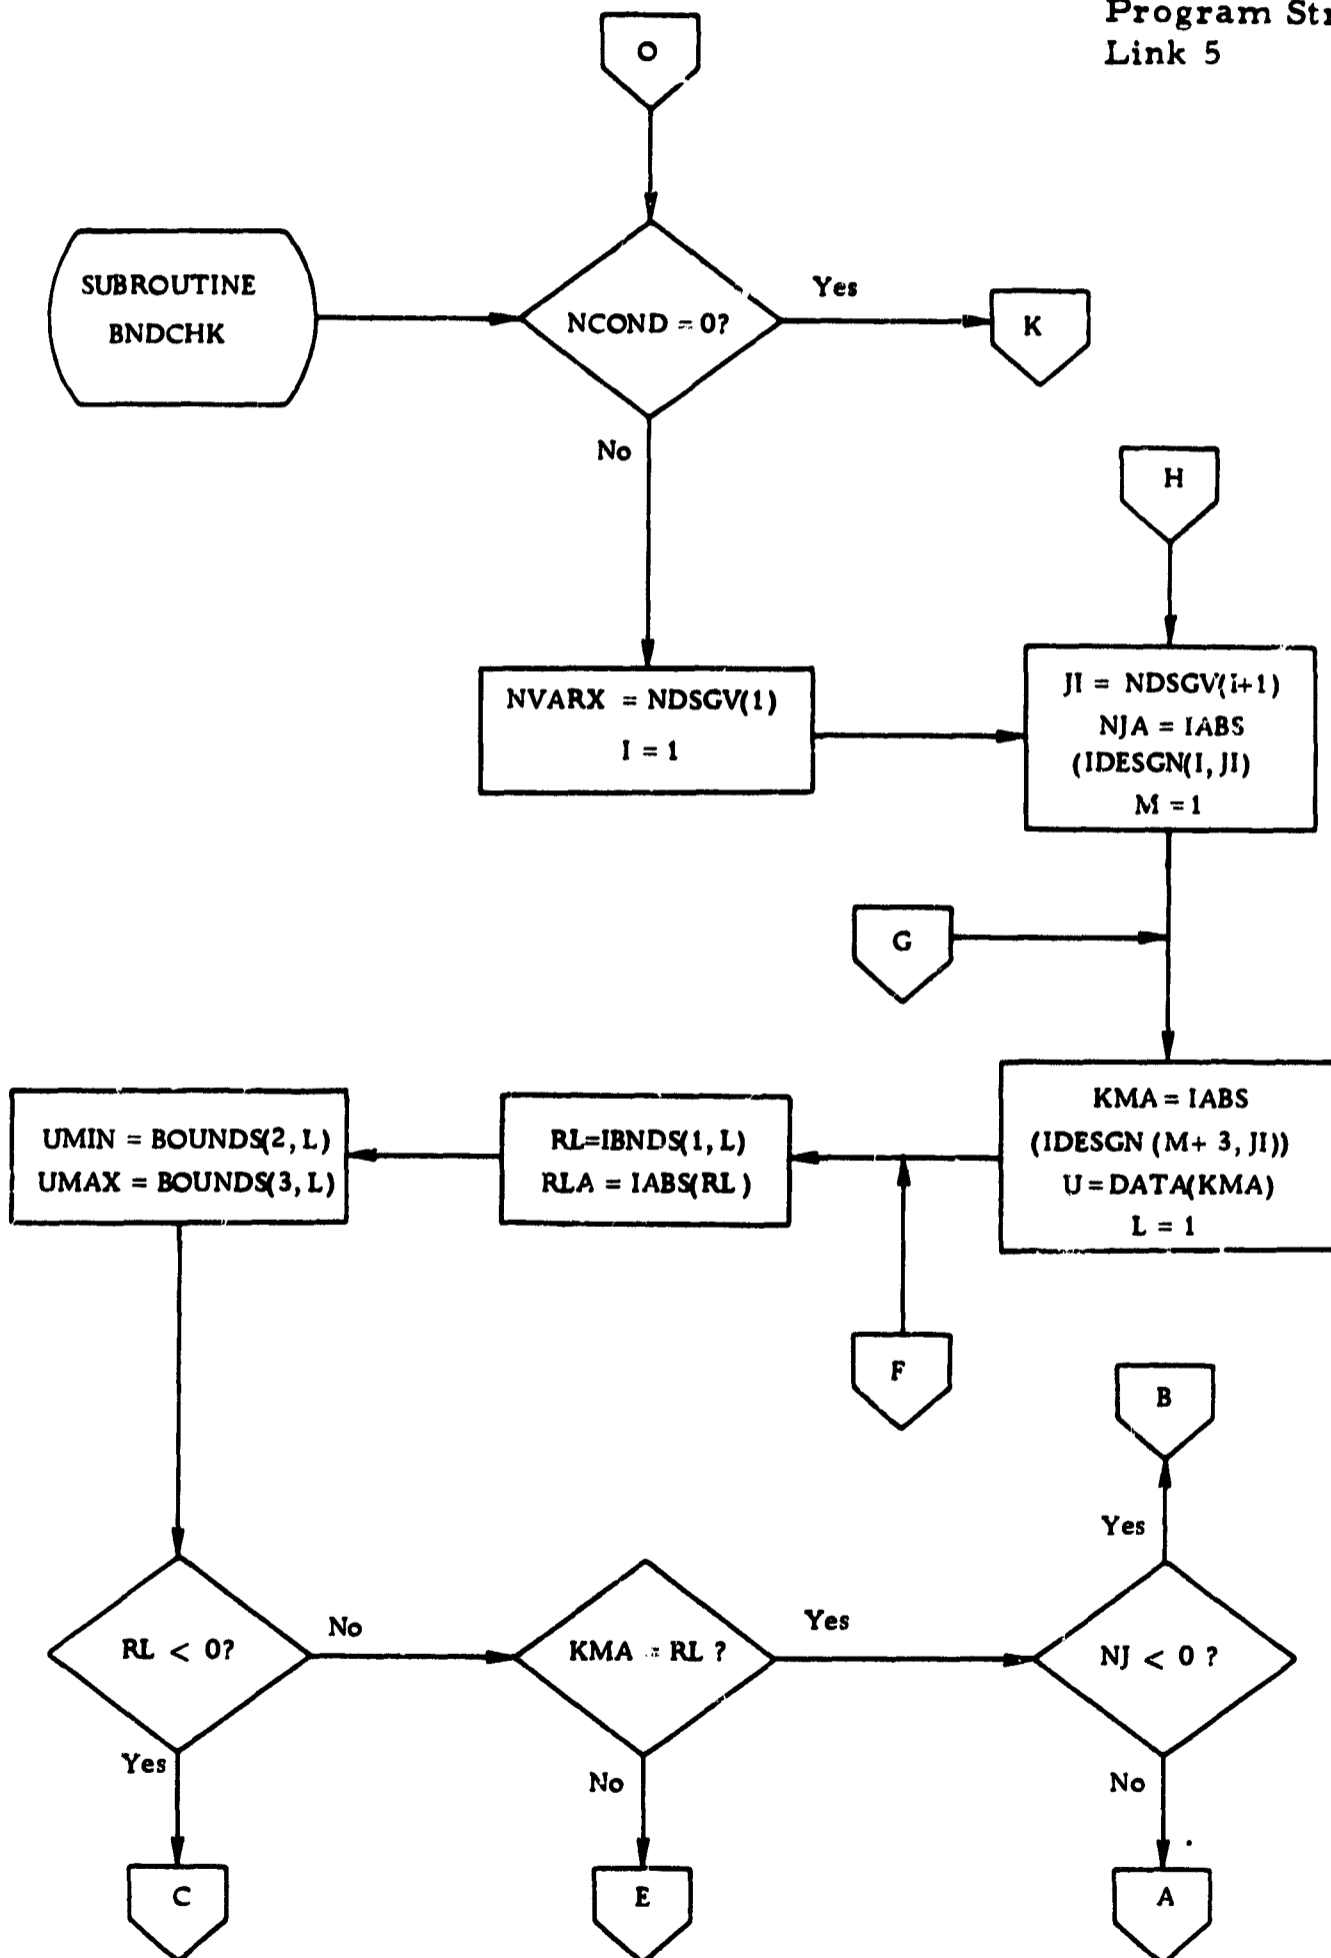 Program
Link 5
O
SUBROUTINE
BNDCHK
NCOND = 0?
Yes
K
No
H
NVARX = NDSGV(1)
I = 1
JI = NDSGV(i+1)
NJA = IABS
(IDESGN(I, JI)
M = 1
G
UMIN = BOUNDS(2, L)
UMAX = BOUNDS(3, L)
RL=IBNDS(1, L)
RLA = IABS(RL)
KMA = IABS
(IDESGN (M+ 3, JI))
U = DATA(KMA)
L = 1
F
B
Yes
RL < 0?
No
KMA = RL ?
Yes
NJ < 0 ?
Yes
No
No
C
E
A